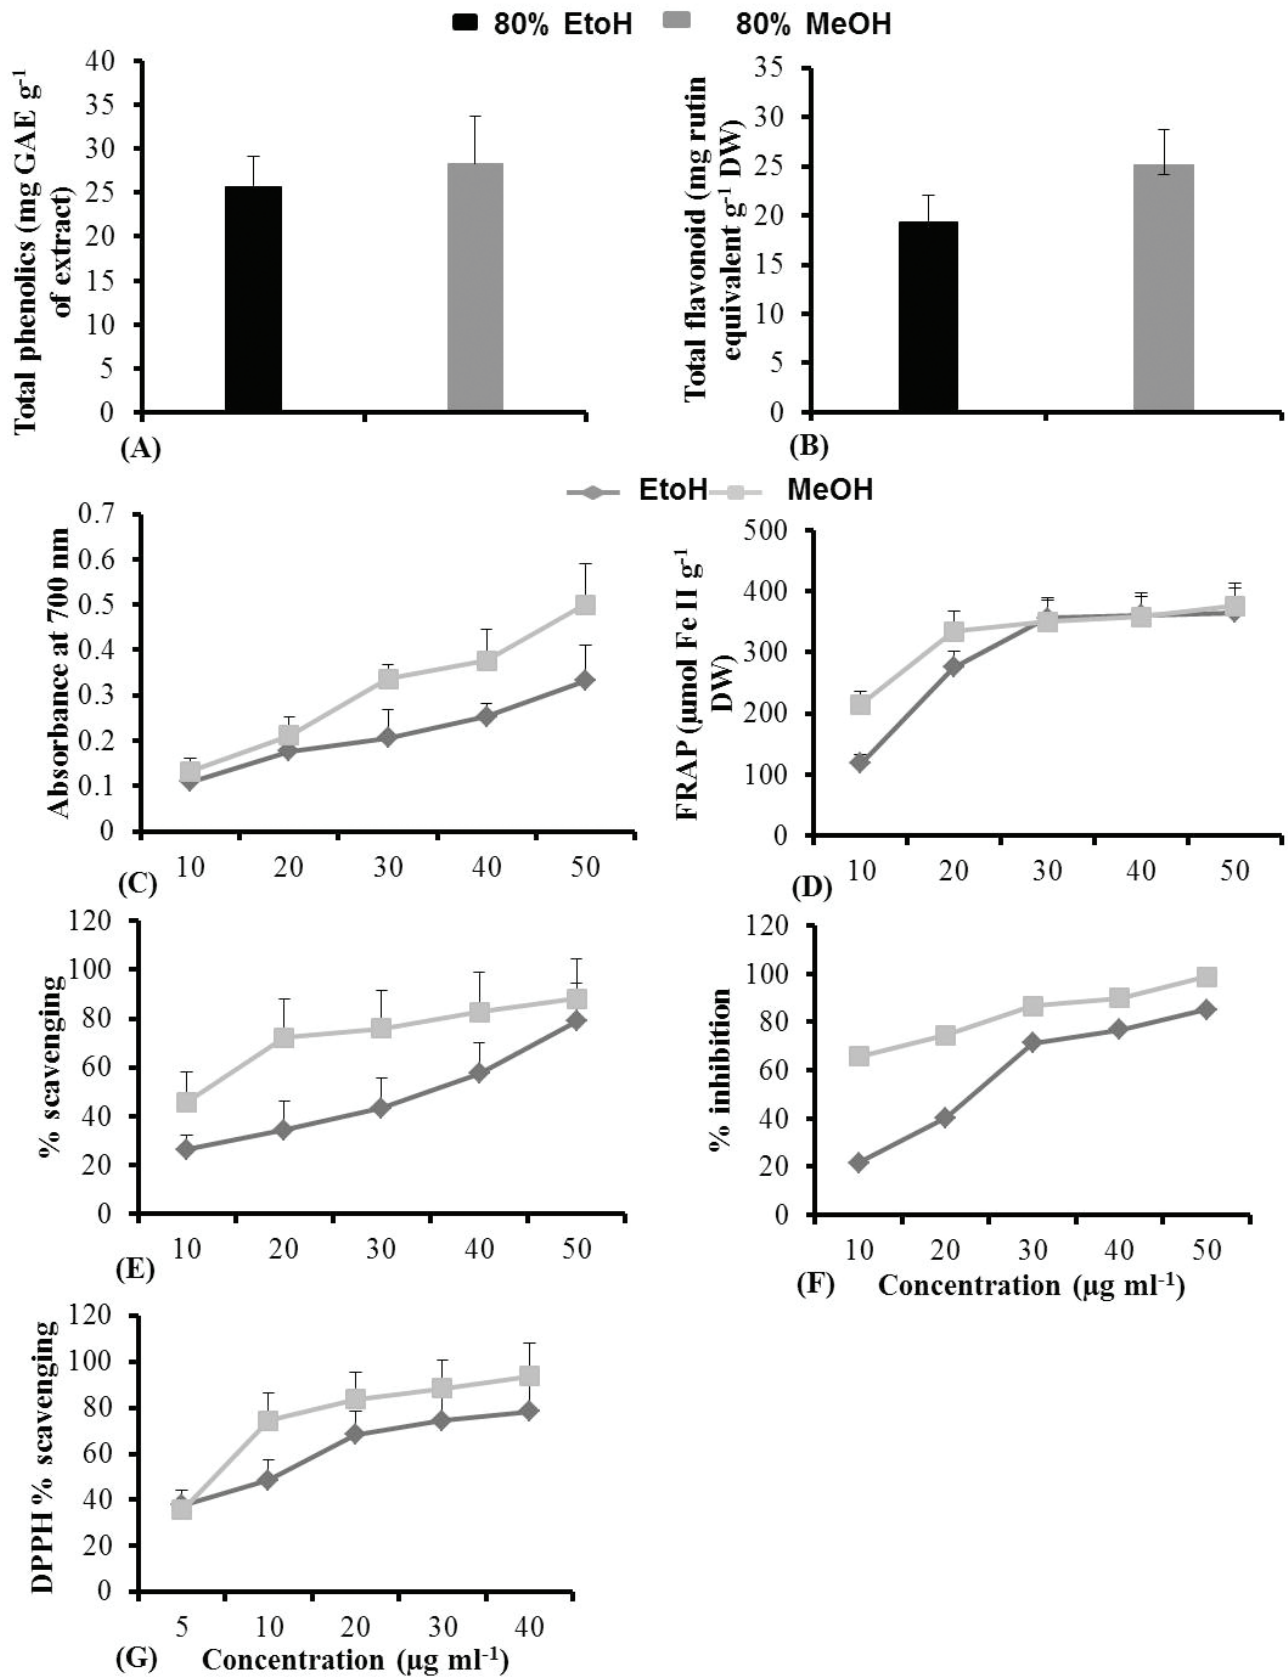 80% EtoH 80% MeOH
40
35
30
25
20
15
10
5
0
Total phenolics (mg GAE g-1
of extract)
(A)
35
30
25
20
15
10
5
0
Total flavonoid (mg rutin
equivalent g-1 DW)
(B)
EtoH MeOH
0.7
0.6
0.5
0.4
0.3
0.2
0.1
0
Absorbance at 700 nm
10 20 30 40 50
(C)
500
400
300
200
100
0
FRAP (µmol Fe II g-1
DW)
10 20 30 40 50
(D)
120
100
80
60
40
20
0
% scavenging
10 20 30 40 50
(E)
120
100
80
60
40
20
0
% inhibition
10 20 30 40 50
(F) Concentration (µg ml-1)
120
100
80
60
40
20
0
DPPH % scavenging
5 10 20 30 40
(G) Concentration (µg ml-1)